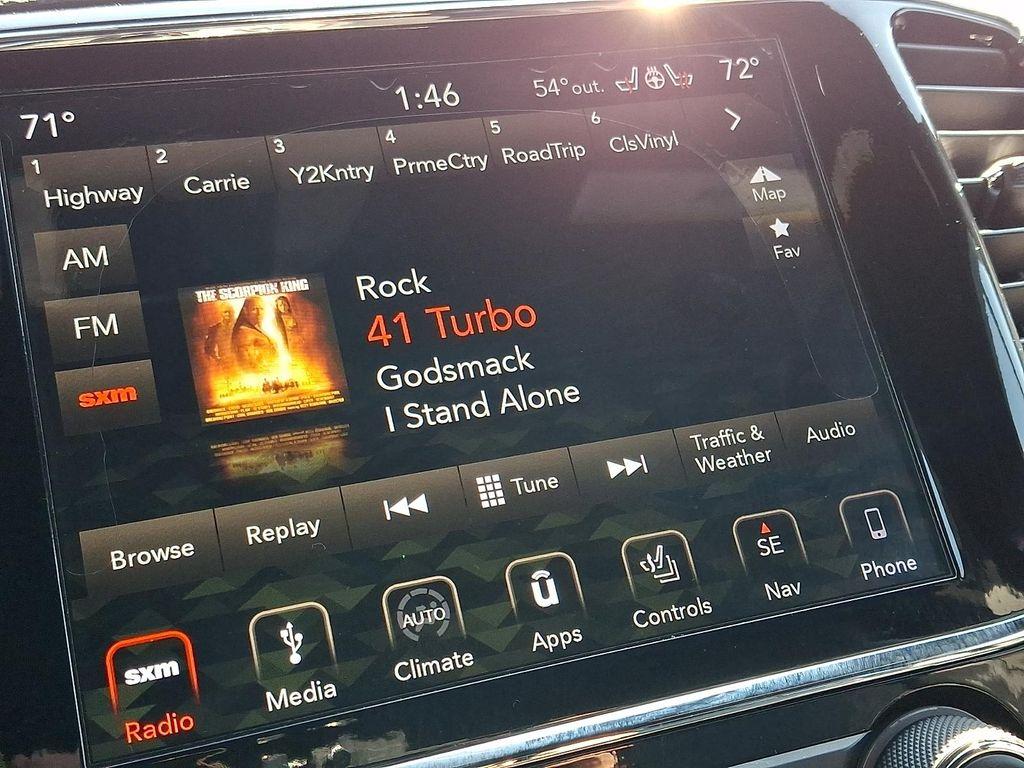 71°
1:46
54° out.
72°
1
Highway
2
Carrie
3
Y2Kntry
4
PrmeCtry
5
RoadTrip
6
ClsVinyl
Map
Fav
AM
FM
sxm
THE SCORPION KING
Rock
41 Turbo
Godsmack
I Stand Alone
Browse
Replay
Tune
Traffic &
Weather
Audio
sxm
Radio
Media
AUTO
Climate
ū
Apps
Controls
SE
Nav
Phone